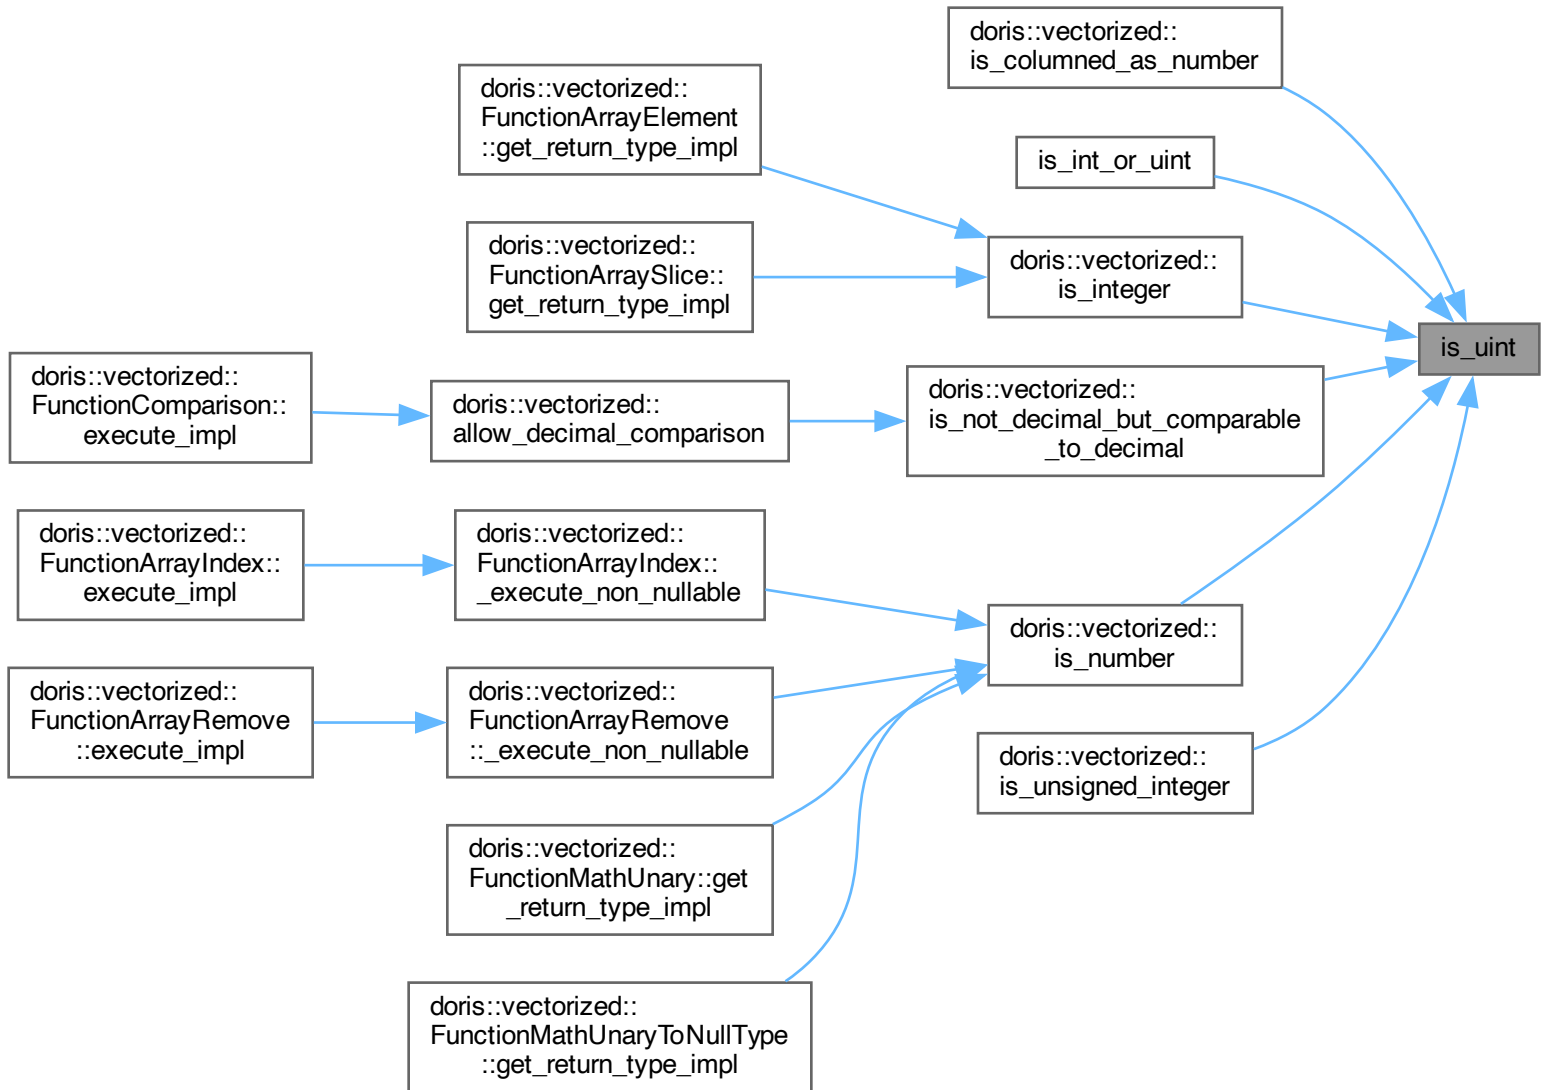 doris::vectorized::
is_columned_as_number
doris::vectorized::
FunctionArrayElement
::get_return_type_impl
is_int_or_uint
doris::vectorized::
FunctionArraySlice::
get_return_type_impl
doris::vectorized::
is_integer
is_uint
doris::vectorized::
FunctionComparison::
execute_impl
doris::vectorized::
allow_decimal_comparison
doris::vectorized::
is_not_decimal_but_comparable
_to_decimal
doris::vectorized::
FunctionArrayIndex::
execute_impl
doris::vectorized::
FunctionArrayIndex::
_execute_non_nullable
doris::vectorized::
is_number
doris::vectorized::
FunctionArrayRemove
::execute_impl
doris::vectorized::
FunctionArrayRemove
::_execute_non_nullable
doris::vectorized::
is_unsigned_integer
doris::vectorized::
FunctionMathUnary::get
_return_type_impl
doris::vectorized::
FunctionMathUnaryToNullType
::get_return_type_impl